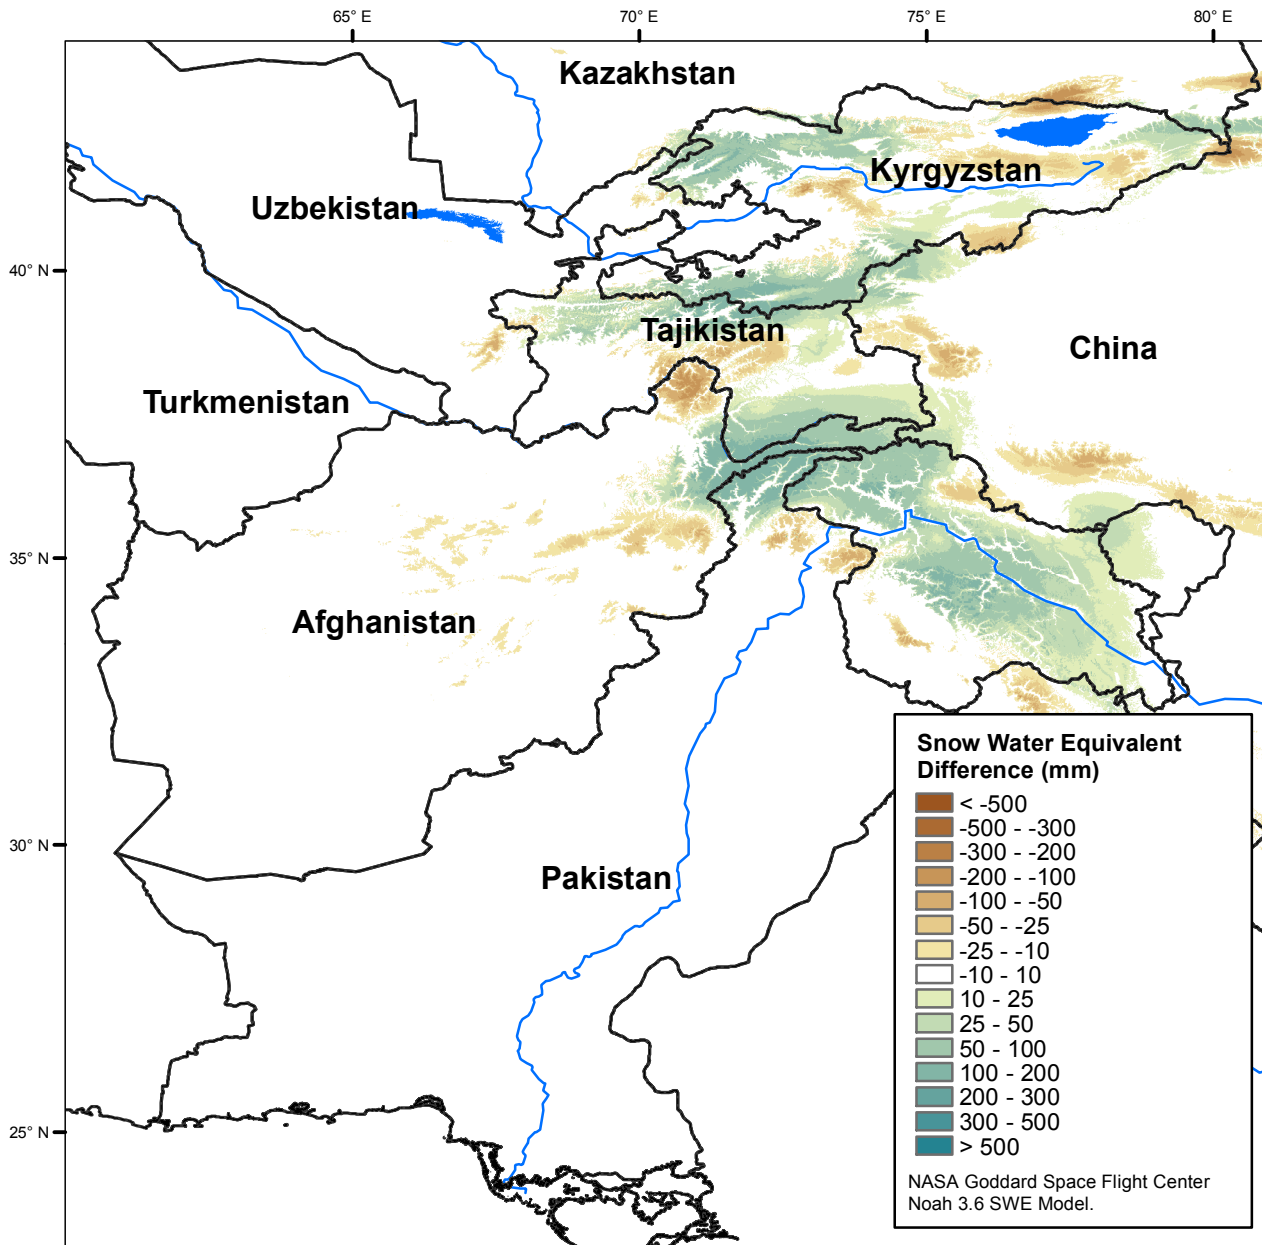 65° E
70° E
75° E
80° E
Kazakhstan
Kyrgyzstan
Uzbekistan
40° N
Tajikistan
China
Turkmenistan
35° N
Afghanistan
30° N
Pakistan
25° N
Snow Water Equivalent
Difference (mm)
< -500
-500 - -300
-300 - -200
-200 - -100
-100 - -50
-50 - -25
-25 - -10
-10 - 10
10 - 25
25 - 50
50 - 100
100 - 200
200 - 300
300 - 500
> 500
NASA Goddard Space Flight Center
Noah 3.6 SWE Model.